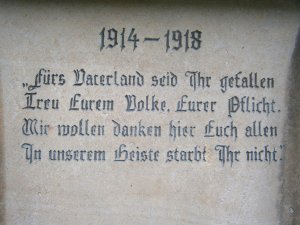 1914 – 1918
„Fürs Vaterland seid Ihr gefallen
Treu Eurem Volke, Eurer Pflicht.
Wir wollen danken hier Euch allen
In unserem Geiste starbt Ihr nicht“.